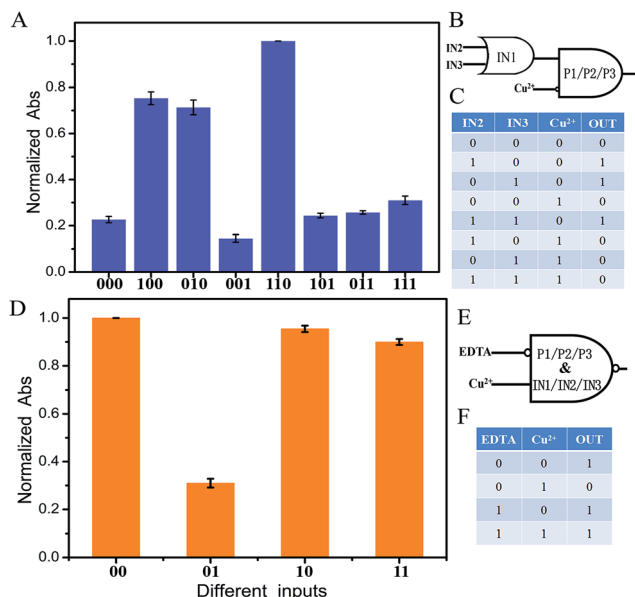 A
Normalized Abs
1.0
0.8
0.6
0.4
0.2
0.0
000 100 010 001 110 101 011 111
B
IN2
IN3
IN1
Cu²⁺
P1/P2/P3
C
IN2 IN3 Cu²⁺ OUT
0 0 0 0
1 0 0 1
0 1 0 1
0 0 1 0
1 1 0 1
1 0 1 0
0 1 1 0
1 1 1 0
D
Normalized Abs
1.0
0.8
0.6
0.4
0.2
0.0
00 01 10 11
Different inputs
E
EDTA
Cu²⁺
P1/P2/P3
&
IN1/IN2/IN3
F
EDTA Cu²⁺ OUT
0 0 1
0 1 0
1 0 1
1 1 1